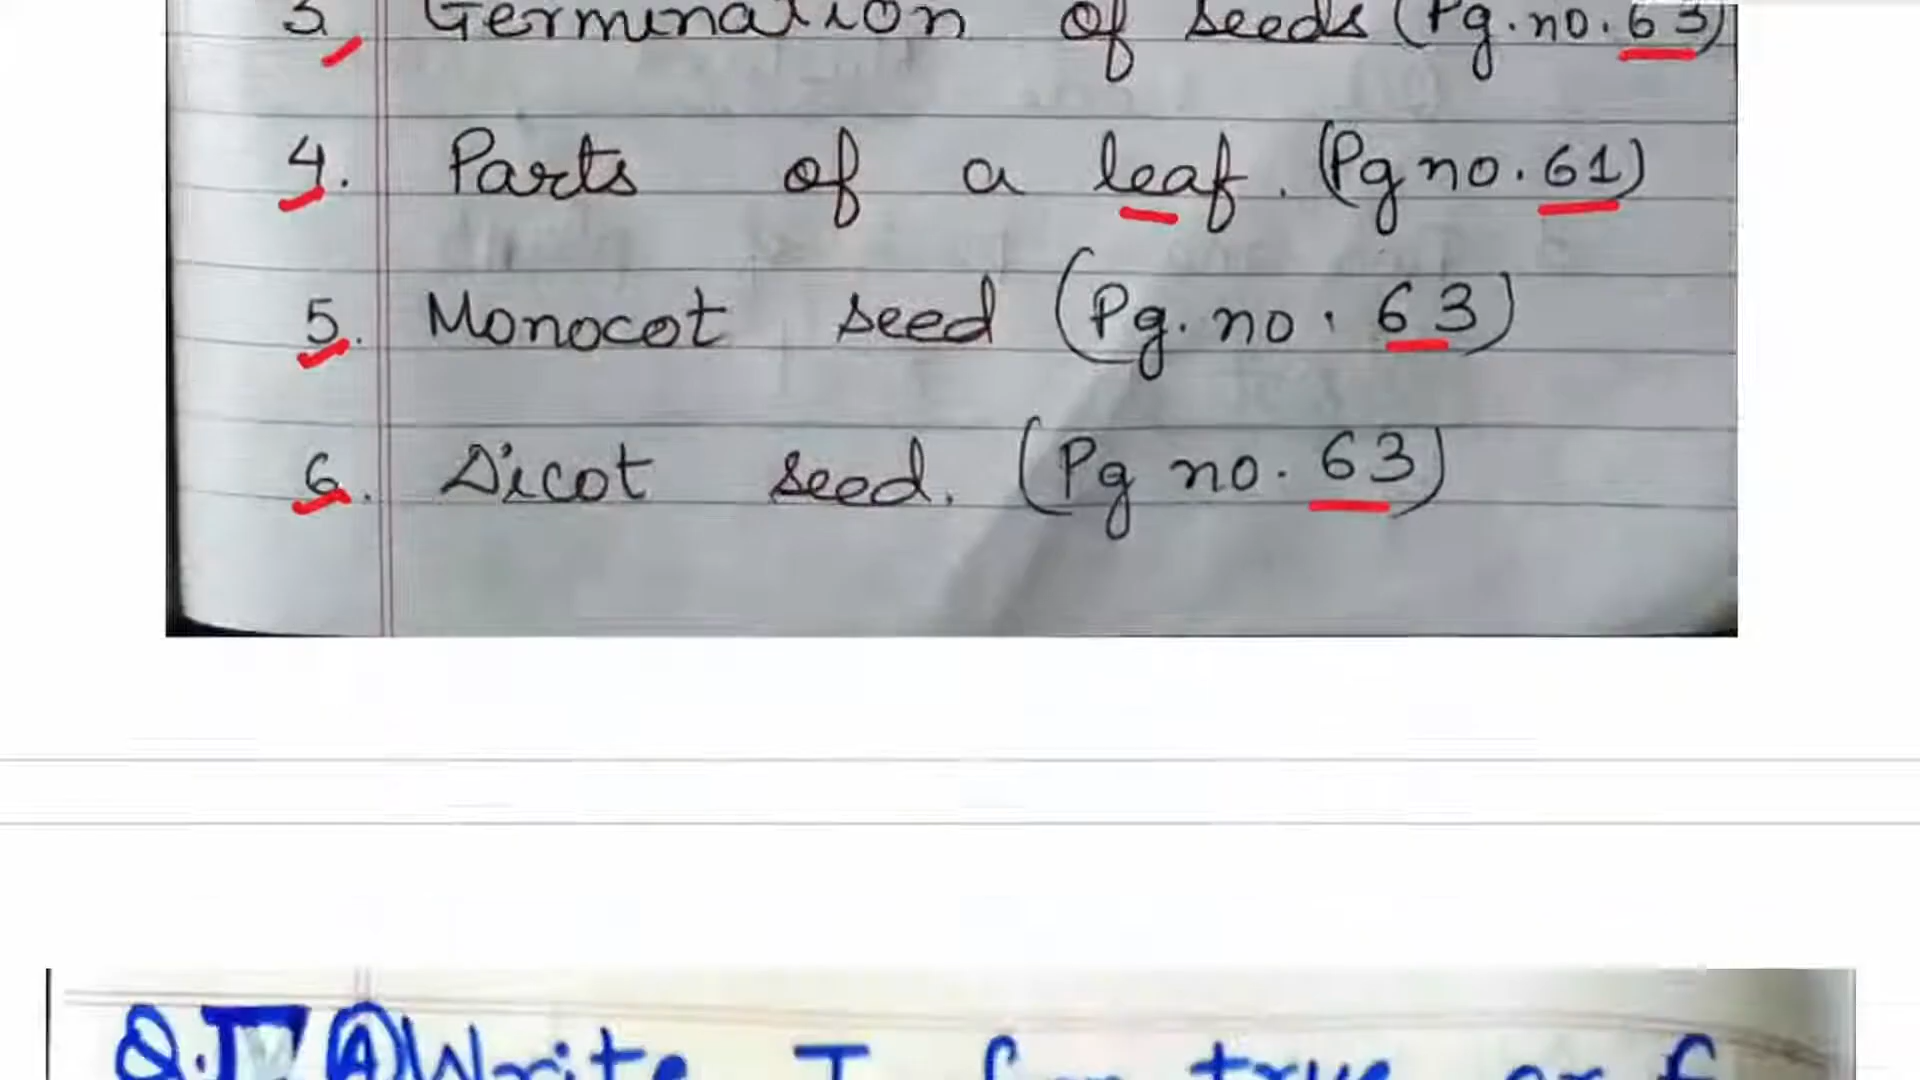 3 Germination of seeds (Pg. no. 63)
4. Parts of a leaf. (Pg no. 61)
5. Monocot seed (Pg. no. 63)
6. Dicot seed. (Pg no. 63)
Q.IV (A) Write T for true or f